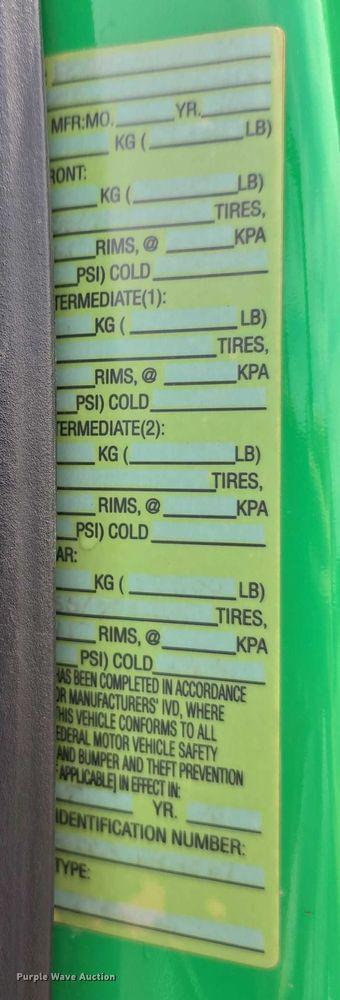 MFR:MO. YR.
KG ( LB)
RONT:
KG ( LB)
TIRES,
RIMS, @ KPA
PSI) COLD
TERMEDIATE(1):
KG ( LB)
TIRES,
RIMS, @ KPA
PSI) COLD
TERMEDIATE(2):
KG ( LB)
TIRES,
RIMS, @ KPA
PSI) COLD
AR:
KG ( LB)
TIRES,
RIMS, @ KPA
PSI) COLD
HAS BEEN COMPLETED IN ACCORDANCE
OR MANUFACTURERS' IVD, WHERE
THIS VEHICLE CONFORMS TO ALL
EDERAL MOTOR VEHICLE SAFETY
AND BUMPER AND THEFT PREVENTION
F APPLICABLE] IN EFFECT IN:
YR.
IDENTIFICATION NUMBER:
TYPE:
Purple Wave Auction